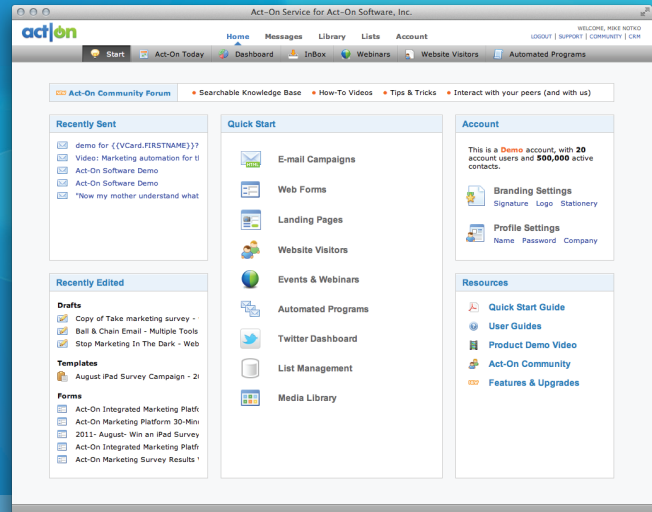 Act-On Service for Act-On Software, Inc.
act on
WELCOME, MIKE NOTKO
LOGOUT | SUPPORT | COMMUNITY | CRM
Home Messages Library Lists Account
Start Act-On Today Dashboard InBox Webinars Website Visitors Automated Programs
Act-On Community Forum • Searchable Knowledge Base • How-To Videos • Tips & Tricks • Interact with your peers (and with us)
Recently Sent
demo for {{VCard.FIRSTNAME}}?
Video: Marketing automation for t
Act-On Software Demo
Act-On Software Demo
"Now my mother understand what
Recently Edited
Drafts
Copy of Take marketing survey -
Ball & Chain Email - Multiple Tools
Stop Marketing In The Dark - Web
Templates
August iPad Survey Campaign - 20
Forms
Act-On Integrated Marketing Platfo
Act-On Marketing Platform 30-Min
2011- August- Win an iPad Survey
Act-On Integrated Marketing Platfr
Act-On Marketing Survey Results
Quick Start
HTML
E-mail Campaigns
Web Forms
Landing Pages
Website Visitors
Events & Webinars
Automated Programs
Twitter Dashboard
List Management
Media Library
Account
This is a Demo account, with 20
account users and 500,000 active
contacts.
Branding Settings
Signature Logo Stationery
Profile Settings
Name Password Company
Resources
Quick Start Guide
User Guides
Product Demo Video
Act-On Community
Features & Upgrades